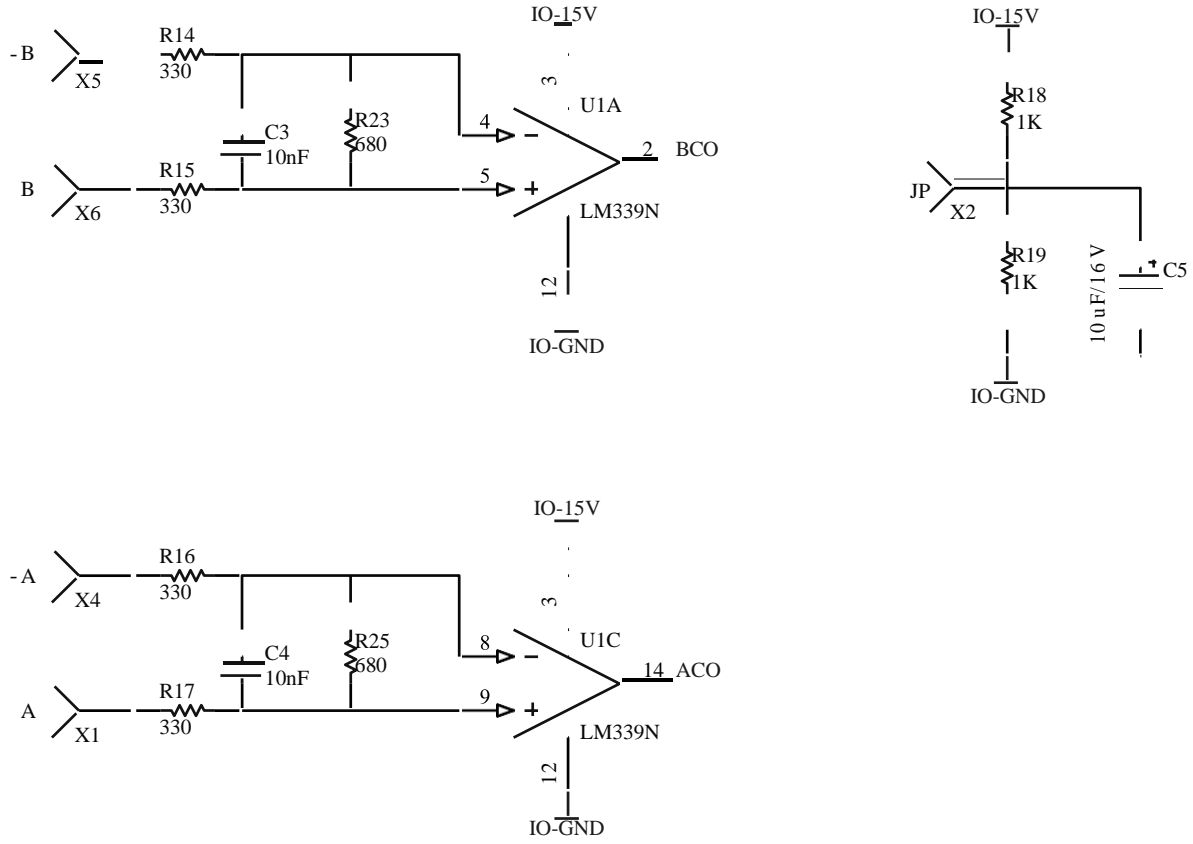 IO-15V
-B
X5
R14
330
3
U1A
C3
10nF
R23
680
4
2
BCO
B
X6
R15
330
5
LM339N
12
IO-GND
IO-15V
R18
1K
JP
X2
R19
1K
10 uF/16 V
C5
IO-GND
IO-15V
-A
X4
R16
330
3
U1C
C4
10nF
R25
680
8
14
ACO
A
X1
R17
330
9
LM339N
12
IO-GND